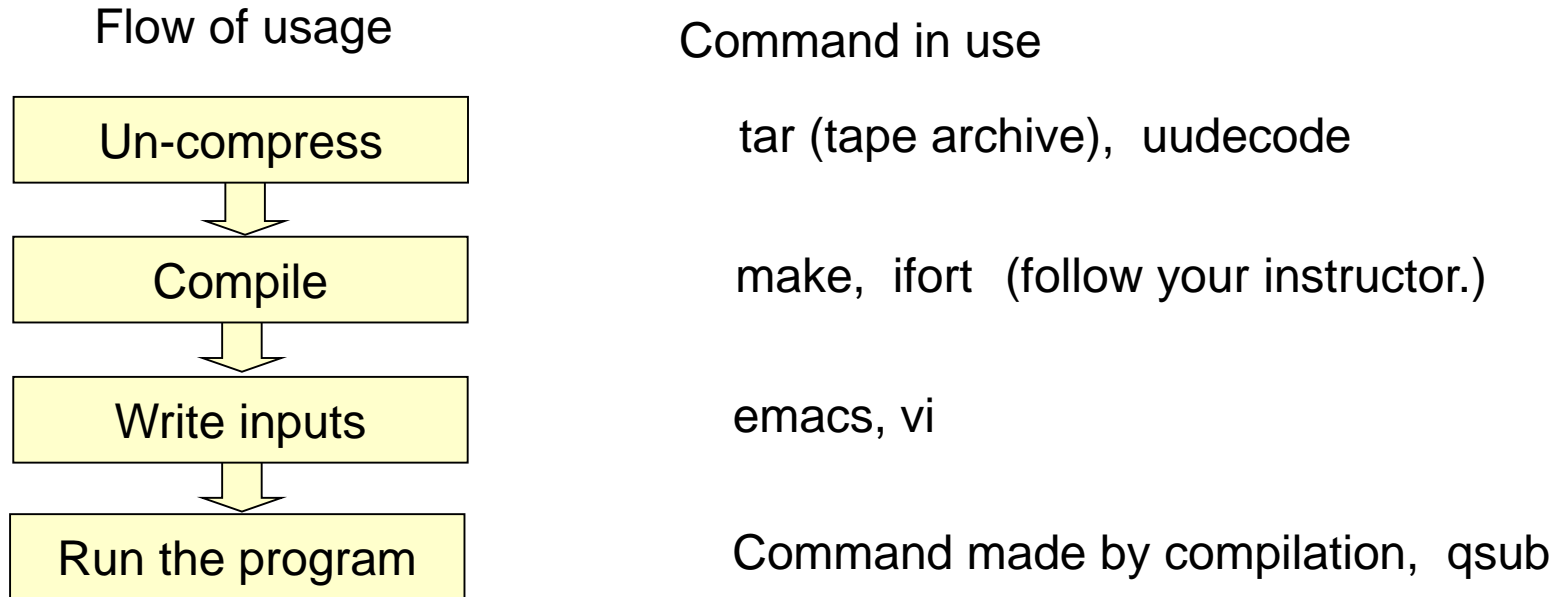 Flow of usage
Command in use
Un-compress
tar (tape archive), uudecode
Compile
make, ifort (follow your instructor.)
Write inputs
emacs, vi
Run the program
Command made by compilation, qsub